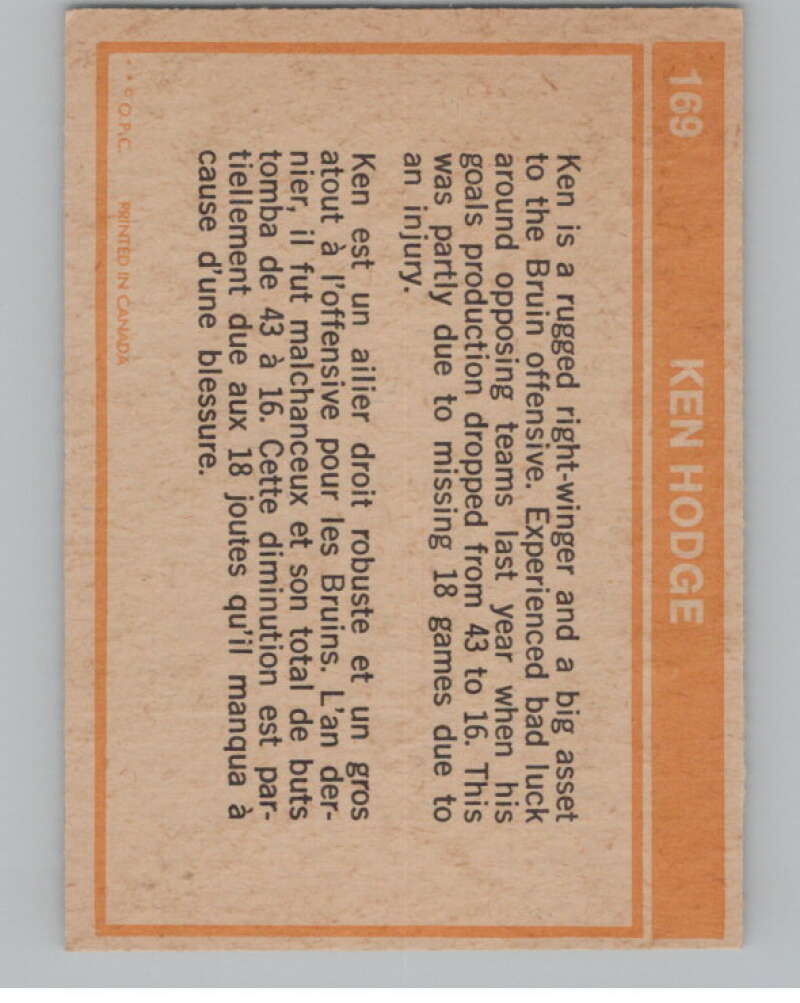 169 KEN HODGE
Ken is a rugged right-winger and a big asset
to the Bruin offensive. Experienced bad luck
around opposing teams last year when his
goals production dropped from 43 to 16. This
was partly due to missing 18 games due to
an injury.
Ken est un ailier droit robuste et un gros
atout à l'offensive pour les Bruins. L'an der-
nier, il fut malchanceux et son total de buts
tomba de 43 à 16. Cette diminution est par-
tiellement due aux 18 joutes qu'il manqua à
cause d'une blessure.
**© O.P.C. PRINTED IN CANADA